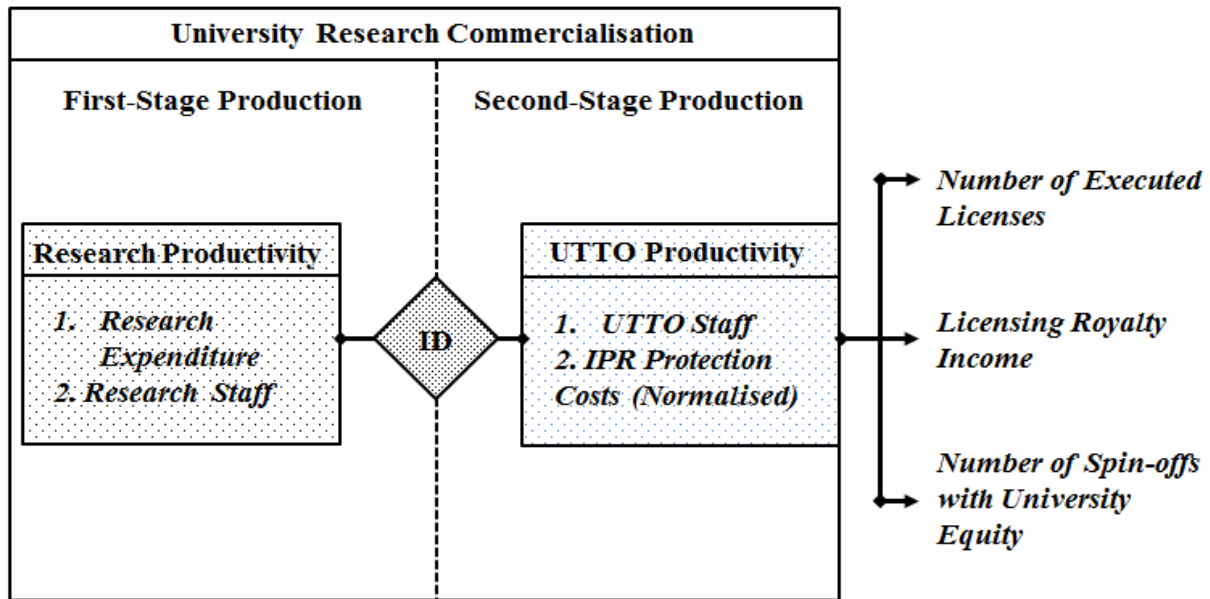 University Research Commercialisation
First-Stage Production
Second-Stage Production
Research Productivity
1. Research
Expenditure
2. Research Staff
ID
UTTO Productivity
1. UTTO Staff
2. IPR Protection
Costs (Normalised)
Number of Executed
Licenses
Licensing Royalty
Income
Number of Spin-offs
with University
Equity